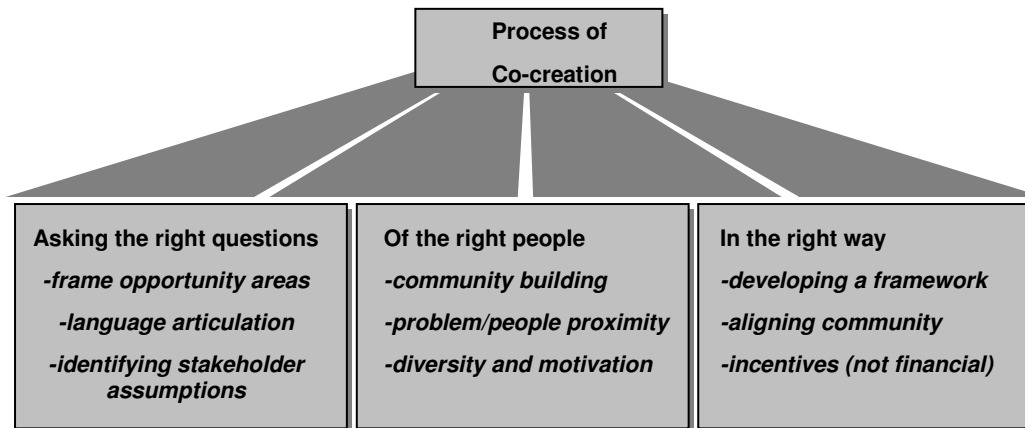 Process of
Co-creation
Asking the right questions
-frame opportunity areas
-language articulation
-identifying stakeholder
assumptions
Of the right people
-community building
-problem/people proximity
-diversity and motivation
In the right way
-developing a framework
-aligning community
-incentives (not financial)